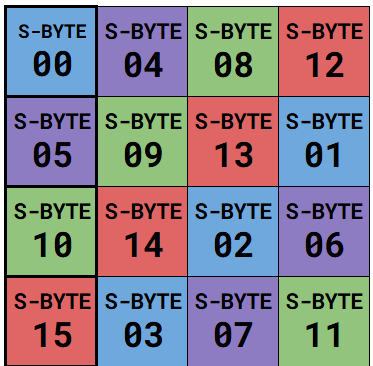 S-BYTE S-BYTE S-BYTE S-BYTE
00 04 08 12
S-BYTE S-BYTE S-BYTE S-BYTE
05 09 13 01
S-BYTE S-BYTE S-BYTE S-BYTE
10 14 02 06
S-BYTE S-BYTE S-BYTE S-BYTE
15 03 07 11